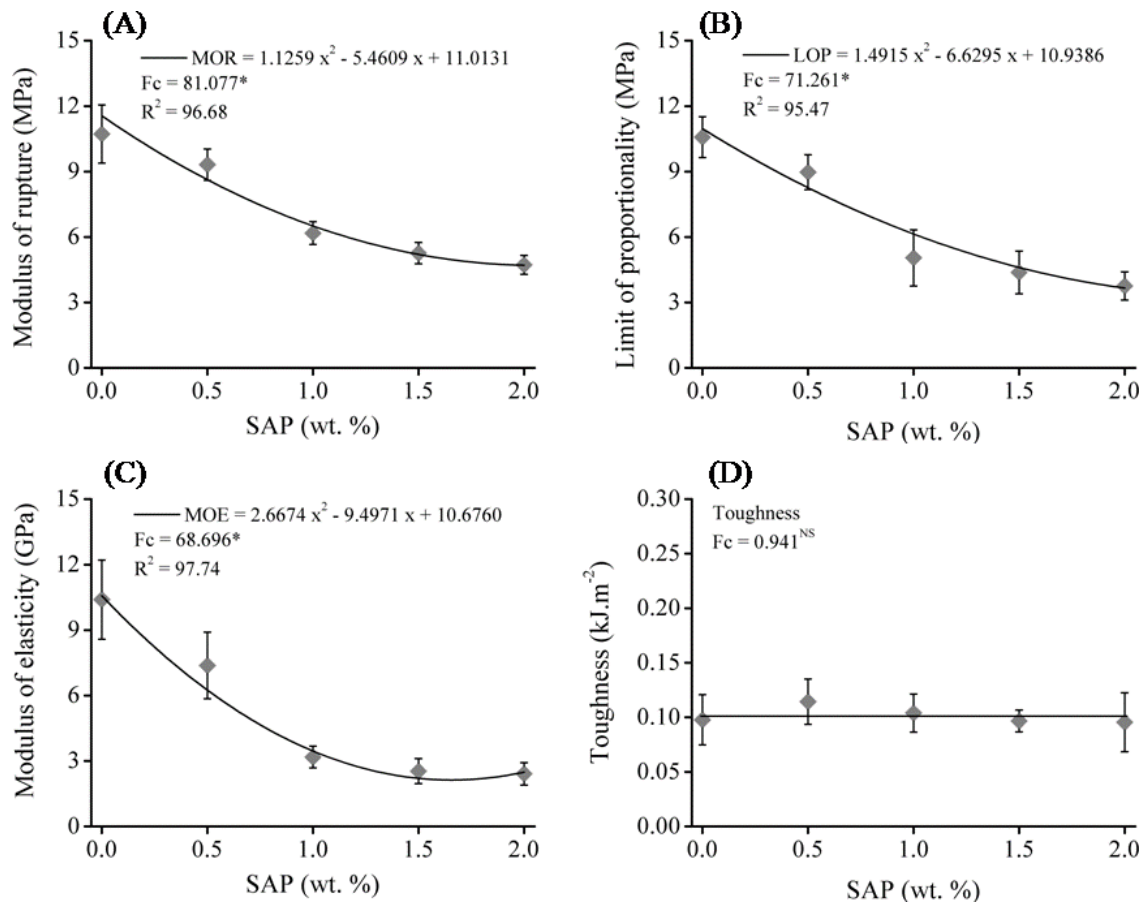 (A)
MOR = 1.1259 x² - 5.4609 x + 11.0131
Fc = 81.077*
R² = 96.68
Modulus of rupture (MPa)
15
12
9
6
3
0
0.0 0.5 1.0 1.5 2.0
SAP (wt. %)
(B)
LOP = 1.4915 x² - 6.6295 x + 10.9386
Fc = 71.261*
R² = 95.47
Limit of proportionality (MPa)
15
12
9
6
3
0
0.0 0.5 1.0 1.5 2.0
SAP (wt. %)
(C)
MOE = 2.6674 x² - 9.4971 x + 10.6760
Fc = 68.696*
R² = 97.74
Modulus of elasticity (GPa)
15
12
9
6
3
0
0.0 0.5 1.0 1.5 2.0
SAP (wt. %)
(D)
Toughness
Fc = 0.941ᴺˢ
Toughness (kJ.m⁻²)
0.30
0.25
0.20
0.15
0.10
0.05
0.00
0.0 0.5 1.0 1.5 2.0
SAP (wt. %)